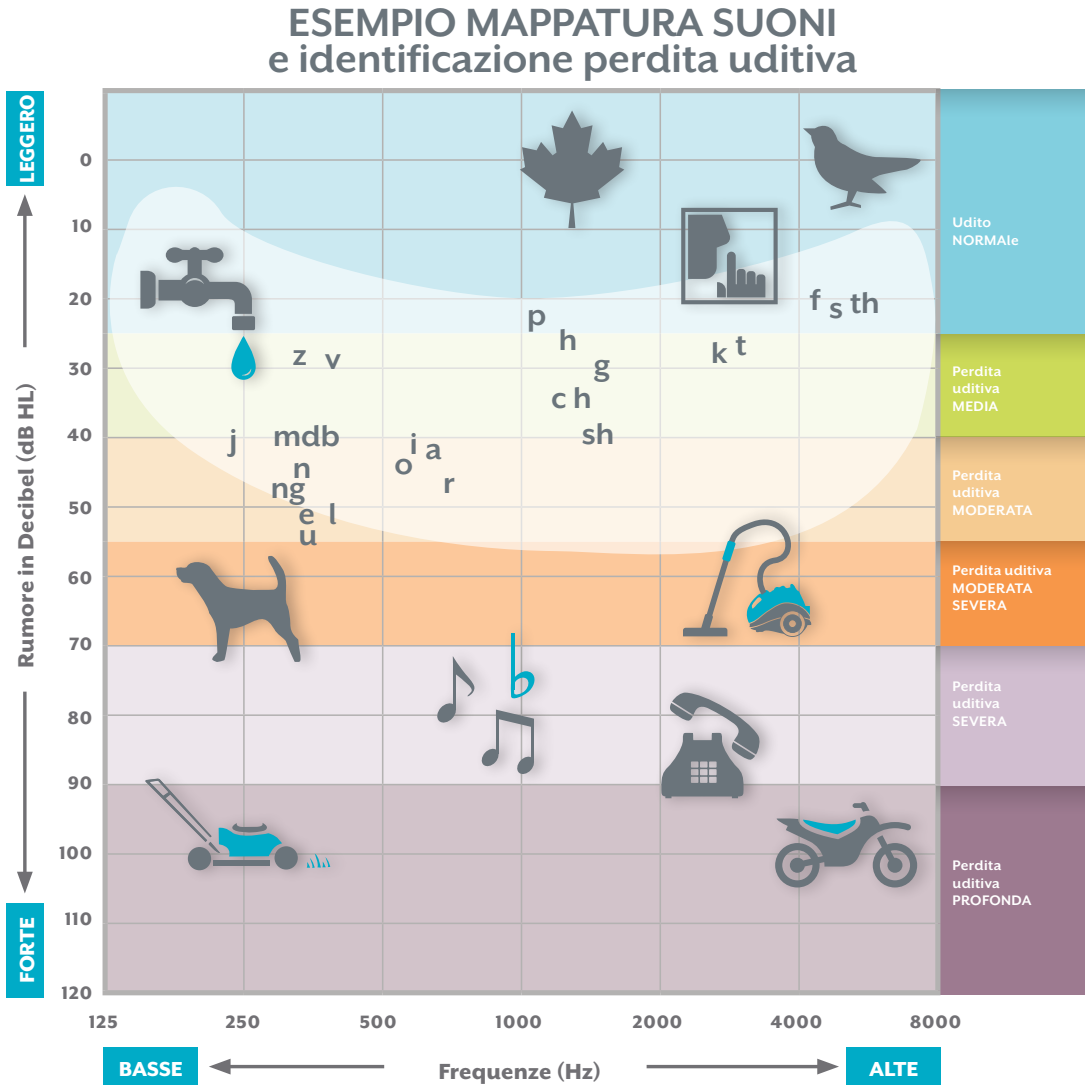 ESEMPIO MAPPATURA SUONI
e identificazione perdita uditiva
LEGGERO
Rumore in Decibel (dB HL)
FORTE
0
10
20
30
40
50
60
70
80
90
100
110
120
p
h
g
c h
sh
f s th
k t
z v
j
mdb
n
ng
e l
u
i
a
o
r
Udito
NORMAle
Perdita
uditiva
MEDIA
Perdita
uditiva
MODERATA
Perdita uditiva
MODERATA
SEVERA
Perdita
uditiva
SEVERA
Perdita
uditiva
PROFONDA
125 250 500 1000 2000 4000 8000
BASSE Frequenze (Hz) ALTE